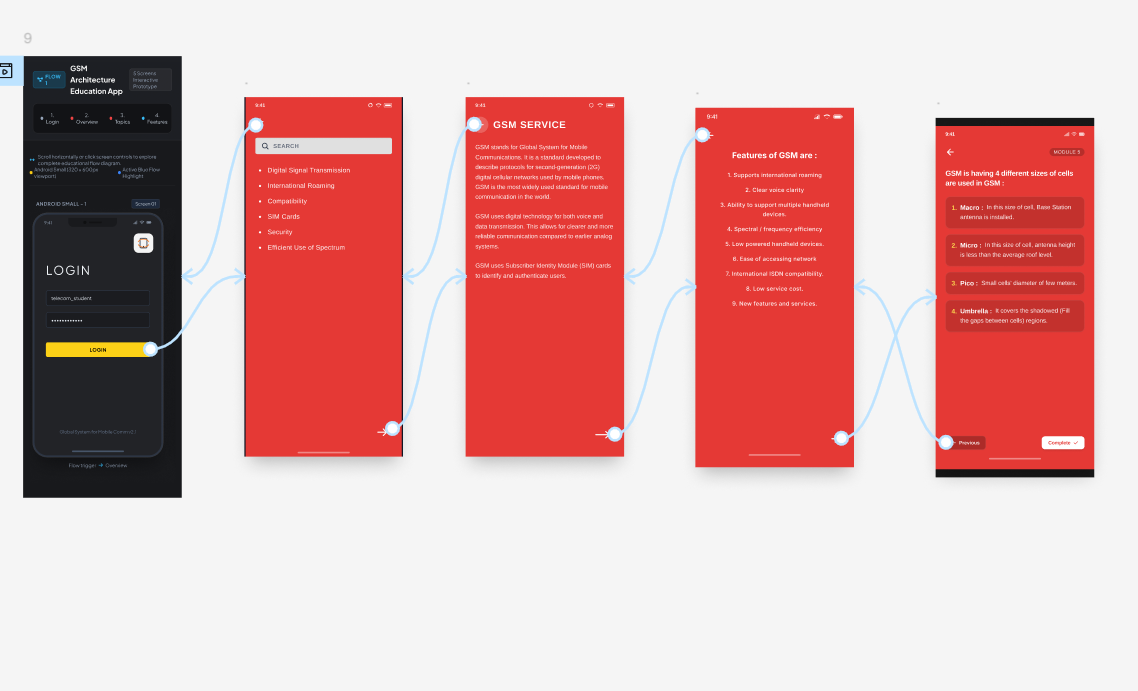 9
FLOW
1
GSM
Architecture
Education App
5 Screens
Interactive
Prototype
1.
Login
2.
Overview
3.
Topics
4.
Features
Scroll horizontally or click screen controls to explore
complete educational flow diagram.
Android Small (320 x 600px
viewport)
Active Blue Flow
Highlight
ANDROID SMALL – 1
Screen 01
9:41
LOGIN
telecom_student
LOGIN
Flow trigger → Overview
9:41
SEARCH
• Digital Signal Transmission
• International Roaming
• Compatibility
• SIM Cards
• Security
• Efficient Use of Spectrum
9:41
GSM SERVICE
GSM stands for Global System for Mobile
Communications. It is a standard developed to
describe protocols for second-generation (2G)
digital cellular networks used by mobile phones.
GSM is the most widely used standard for mobile
communication in the world.
GSM uses digital technology for both voice and
data transmission. This allows for clearer and more
reliable communication compared to earlier analog
systems.
GSM uses Subscriber Identity Module (SIM) cards
to identify and authenticate users.
9:41
Features of GSM are :
1. Supports international roaming
2. Clear voice clarity
3. Ability to support multiple handheld
devices.
4. Spectral / frequency efficiency
5. Low powered handheld devices.
6. Ease of accessing network
7. International ISDN compatibility.
8. Low service cost.
9. New features and services.
9:41
MODULE 5
GSM is having 4 different sizes of cells
are used in GSM :
1. Macro : In this size of cell, Base Station
antenna is installed.
2. Micro : In this size of cell, antenna height
is less than the average roof level.
3. Pico : Small cells' diameter of few meters.
4. Umbrella : It covers the shadowed (Fill
the gaps between cells) regions.
Previous
Complete ✓